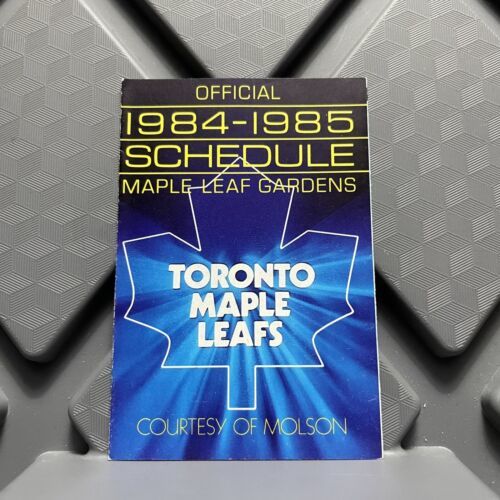 OFFICIAL
1984-1985
SCHEDULE
MAPLE LEAF GARDENS
TORONTO
MAPLE
LEAFS
COURTESY OF MOLSON